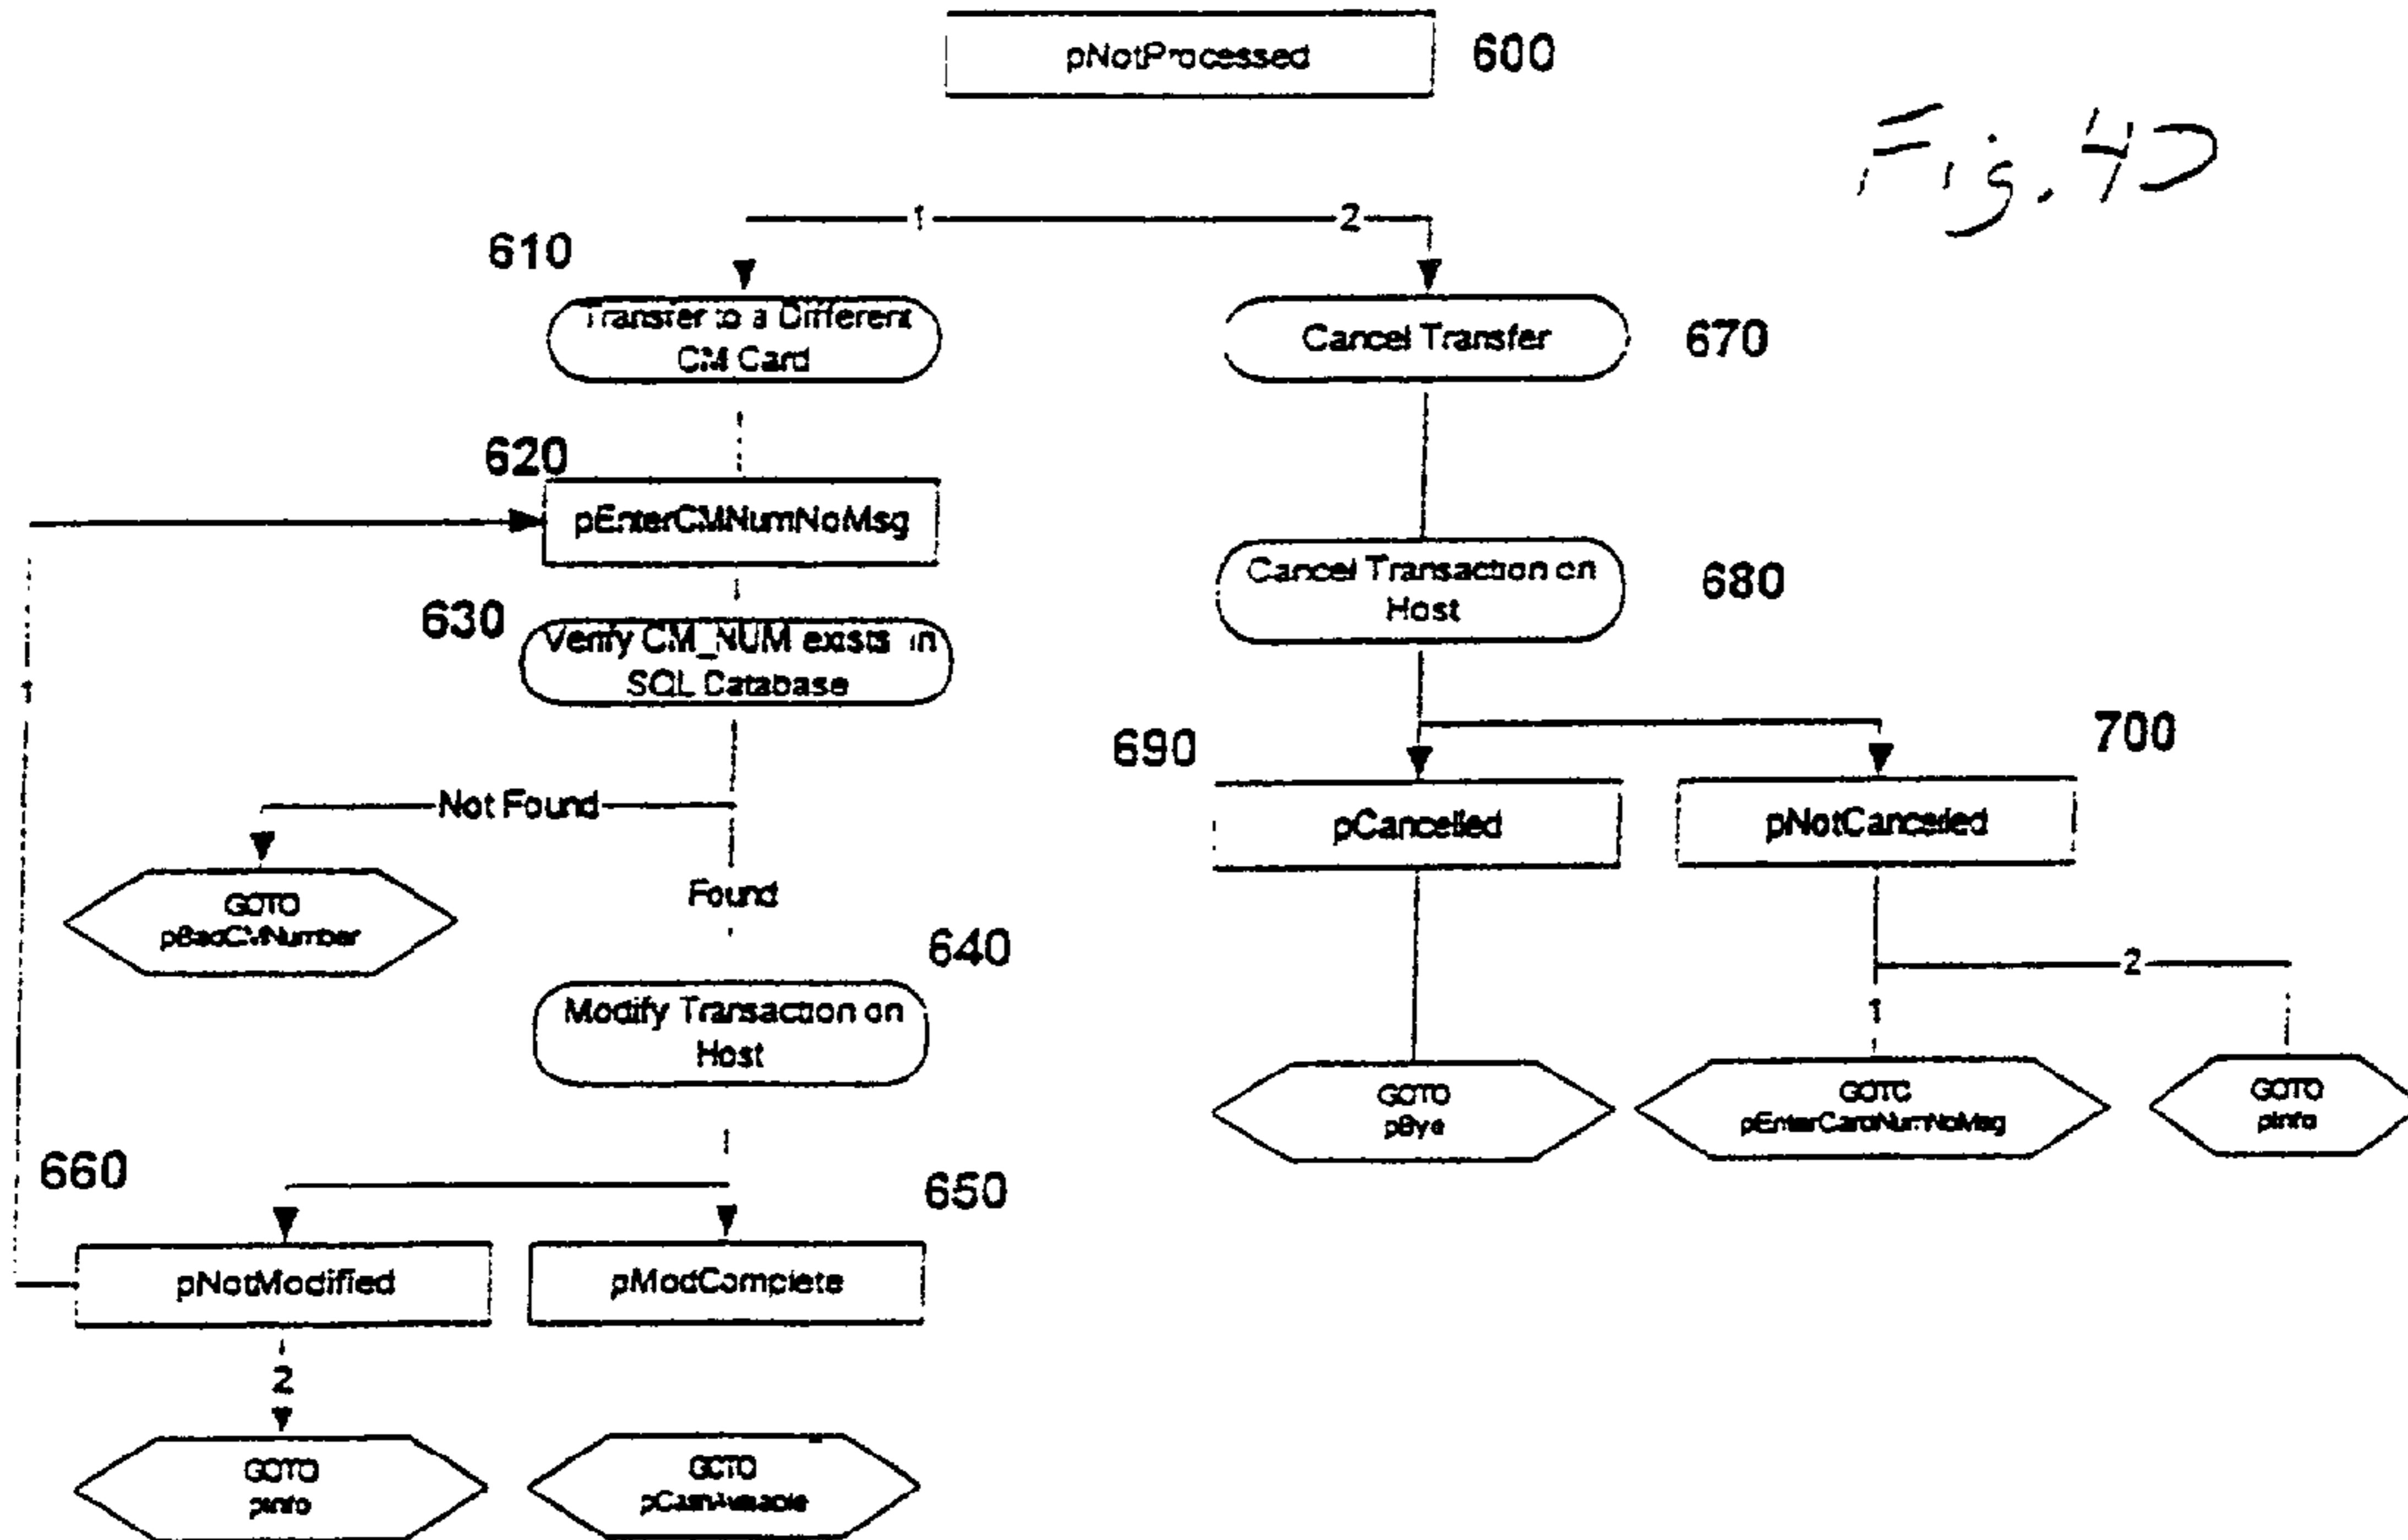 pNotProcessed
600
Fig. 4D
1
2
610
Transfer to a Different
CM Card
Cancel Transfer
670
620
pEnterCMNumNoMsg
630
Verify CM_NUM exists in
SQL Database
Cancel Transaction on
Host
680
1
690
700
Not Found
pCancelled
pNotCancelled
GOTO
pBadCMNumber
Found
640
Modify Transaction on
Host
2
1
GOTO
pBye
GOTO
pEnterCardNumNoMsg
GOTO
pInfo
660
650
pNotModified
pModComplete
2
GOTO
pInfo
GOTO
pCashAvailable